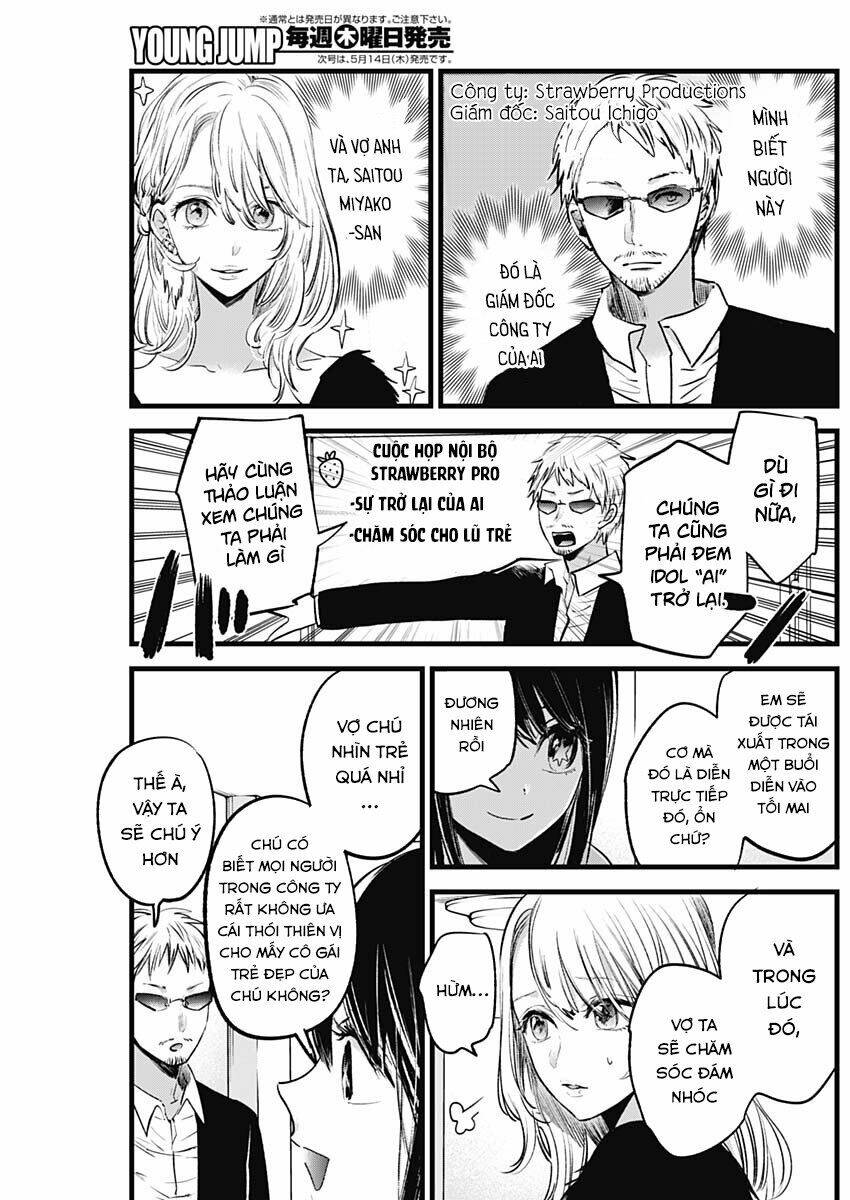 ※通常とは発売日が異なります。ご注意下さい。
YOUNG JUMP 毎週木曜日発売
次号は、5月14日(木)発売です。
Công ty: Strawberry Productions
Giám đốc: Saitou Ichigo
MÌNH
BIẾT
NGƯỜI
NÀY
ĐÓ LÀ
GIÁM ĐỐC
CÔNG TY
CỦA AI
VÀ VỢ ANH
TA, SAITOU
MIYAKO
-SAN
DÙ
GÌ ĐI
NỮA,
CHÚNG
TA CŨNG
PHẢI ĐEM
IDOL "AI"
TRỞ LẠI.
CUỘC HỌP NỘI BỘ
STRAWBERRY PRO
-SỰ TRỞ LẠI CỦA AI
-CHĂM SÓC CHO LŨ TRẺ
HÃY CÙNG
THẢO LUẬN
XEM CHÚNG
TA PHẢI
LÀM GÌ
EM SẼ
ĐƯỢC TÁI
XUẤT TRONG
MỘT BUỔI
DIỄN VÀO
TỐI MAI
CƠ MÀ
ĐÓ LÀ DIỄN
TRỰC TIẾP
ĐÓ, ỔN
CHỨ?
ĐƯƠNG
NHIÊN
RỒI
VÀ
TRONG
LÚC
ĐÓ,
VỢ TA
SẼ CHĂM
SÓC ĐÁM
NHÓC
HỪM...
VỢ CHÚ
NHÌN TRẺ
QUÁ NHỈ
...
CHÚ CÓ
BIẾT MỌI NGƯỜI
TRONG CÔNG TY
RẤT KHÔNG ƯA
CÁI THÓI THIÊN VỊ
CHO MẤY CÔ GÁI
TRẺ ĐẸP CỦA
CHÚ KHÔNG?
THẾ À,
VẬY TA
SẼ CHÚ Ý
HƠN